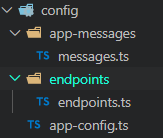 config
app-messages
TS messages.ts
endpoints
TS endpoints.ts
TS app-config.ts